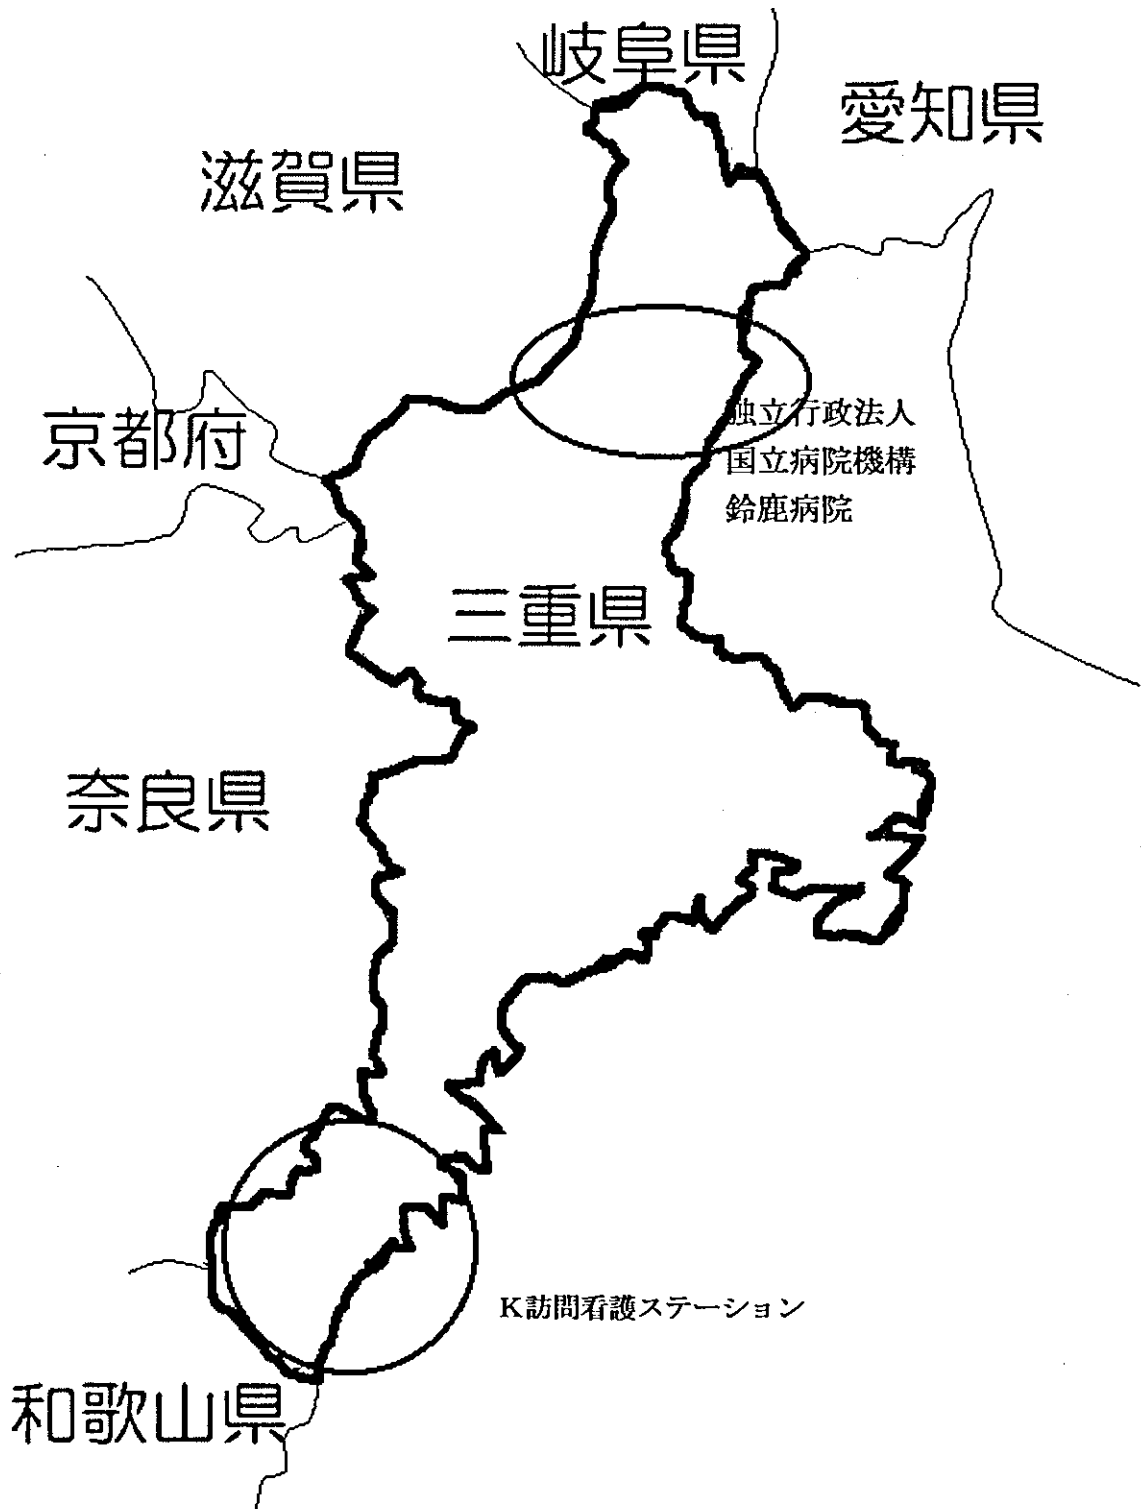 岐阜県
愛知県
滋賀県
京都府
独立行政法人
国立病院機構
鈴鹿病院
三重県
奈良県
K訪問看護ステーション
和歌山県